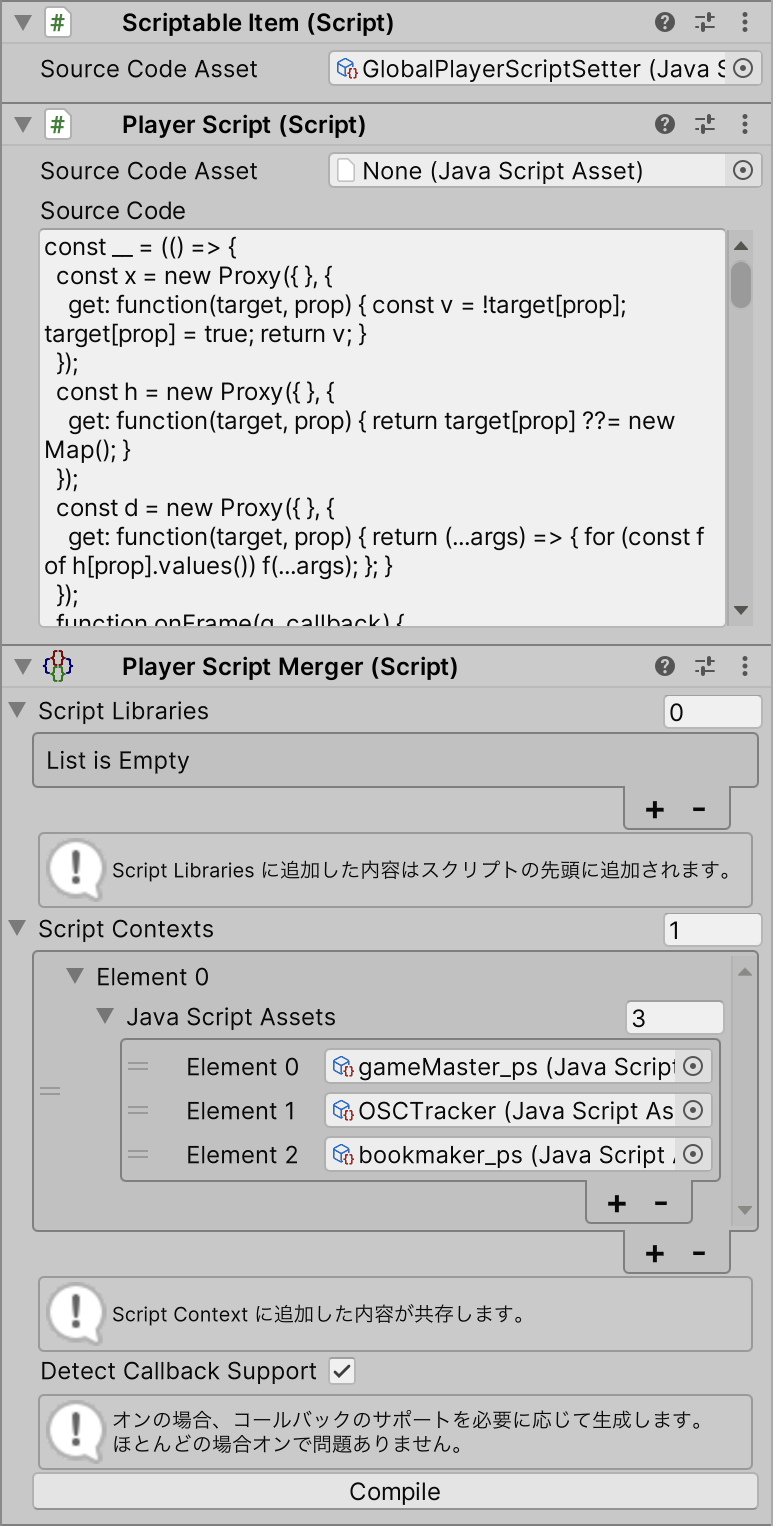 Scriptable Item (Script)
Source Code Asset
GlobalPlayerScriptSetter (Java S
Player Script (Script)
Source Code Asset
None (Java Script Asset)
Source Code
const __ = (() => {
const x = new Proxy({ }, {
get: function(target, prop) { const v = !target[prop];
target[prop] = true; return v; }
});
const h = new Proxy({ }, {
get: function(target, prop) { return target[prop] ??= new
Map(); }
});
const d = new Proxy({ }, {
get: function(target, prop) { return (...args) => { for (const f
of h[prop].values()) f(...args); }; }
});
function onFrame(g, callback) {
Player Script Merger (Script)
Script Libraries
0
List is Empty
+ -
Script Libraries に追加した内容はスクリプトの先頭に追加されます。
Script Contexts
1
Element 0
Java Script Assets
3
Element 0
gameMaster_ps (Java Script
Element 1
OSCTracker (Java Script As
Element 2
bookmaker_ps (Java Script A
+ -
+ -
Script Context に追加した内容が共存します。
Detect Callback Support
オンの場合、コールバックのサポートを必要に応じて生成します。
ほとんどの場合オンで問題ありません。
Compile